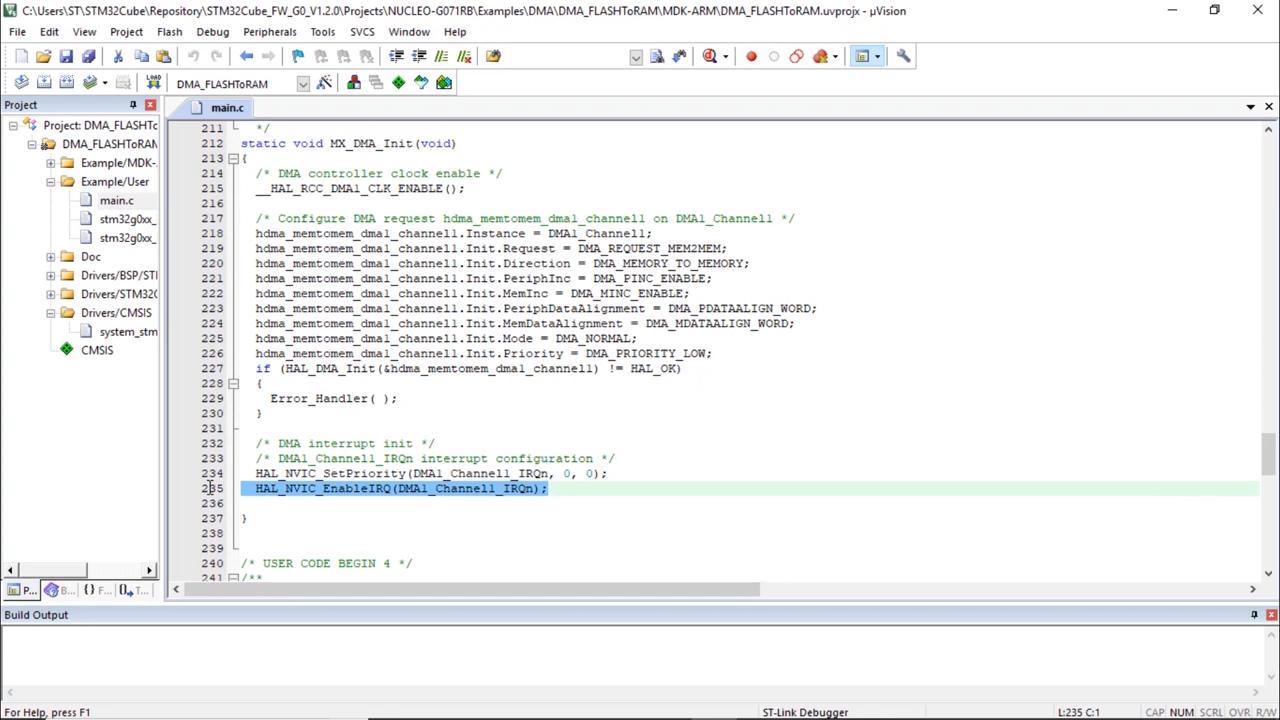 C:\Users\ST\STM32Cube\Repository\STM32Cube_FW_G0_V1.2.0\Projects\NUCLEO-G071RB\Examples\DMA\DMA_FLASHToRAM\MDK-ARM\DMA_FLASHToRAM.uvprojx - µVision
File Edit View Project Flash Debug Peripherals Tools SVCS Window Help
LOAD DMA_FLASHToRAM
Project
main.c
Project: DMA_FLASHTo
DMA_FLASHToRAM
Example/MDK-
Example/User
main.c
stm32g0xx_
stm32g0xx_
Doc
Drivers/BSP/ST
Drivers/STM32C
Drivers/CMSIS
system_stm
CMSIS
P... B... {} F... 0, T...
211 */
212 static void MX_DMA_Init(void)
213 {
214 /* DMA controller clock enable */
215 __HAL_RCC_DMA1_CLK_ENABLE();
216
217 /* Configure DMA request hdma_memtomem_dma1_channel1 on DMA1_Channel1 */
218 hdma_memtomem_dma1_channel1.Instance = DMA1_Channel1;
219 hdma_memtomem_dma1_channel1.Init.Request = DMA_REQUEST_MEM2MEM;
220 hdma_memtomem_dma1_channel1.Init.Direction = DMA_MEMORY_TO_MEMORY;
221 hdma_memtomem_dma1_channel1.Init.PeriphInc = DMA_PINC_ENABLE;
222 hdma_memtomem_dma1_channel1.Init.MemInc = DMA_MINC_ENABLE;
223 hdma_memtomem_dma1_channel1.Init.PeriphDataAlignment = DMA_PDATAALIGN_WORD;
224 hdma_memtomem_dma1_channel1.Init.MemDataAlignment = DMA_MDATAALIGN_WORD;
225 hdma_memtomem_dma1_channel1.Init.Mode = DMA_NORMAL;
226 hdma_memtomem_dma1_channel1.Init.Priority = DMA_PRIORITY_LOW;
227 if (HAL_DMA_Init(&hdma_memtomem_dma1_channel1) != HAL_OK)
228 {
229 Error_Handler( );
230 }
231
232 /* DMA interrupt init */
233 /* DMA1_Channel1_IRQn interrupt configuration */
234 HAL_NVIC_SetPriority(DMA1_Channel1_IRQn, 0, 0);
235 HAL_NVIC_EnableIRQ(DMA1_Channel1_IRQn);
236
237 }
238
239
240 /* USER CODE BEGIN 4 */
241 /**
Build Output
For Help, press F1 ST-Link Debugger L:235 C:1 CAP NUM SCRL OVR R/W